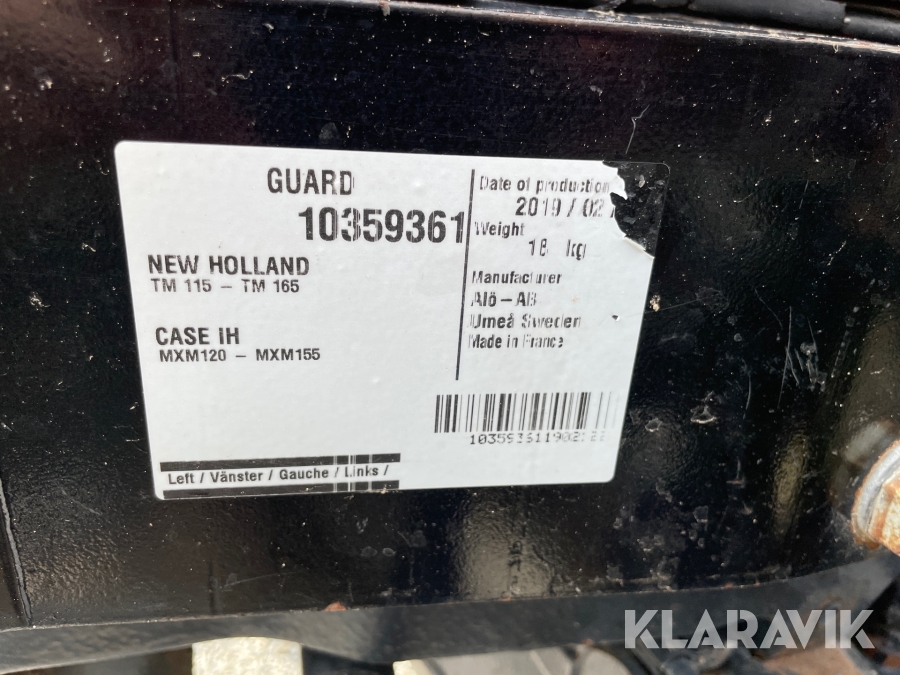 GUARD
10359361
NEW HOLLAND
TM 115 – TM 165
CASE IH
MXM120 – MXM155
Left / Vänster / Gauche / Links /
Date of production
2019 / 02
Weight
18 kg
Manufacturer
Alö–AB
Umeå Sweden
Made in France
KLARAVIK